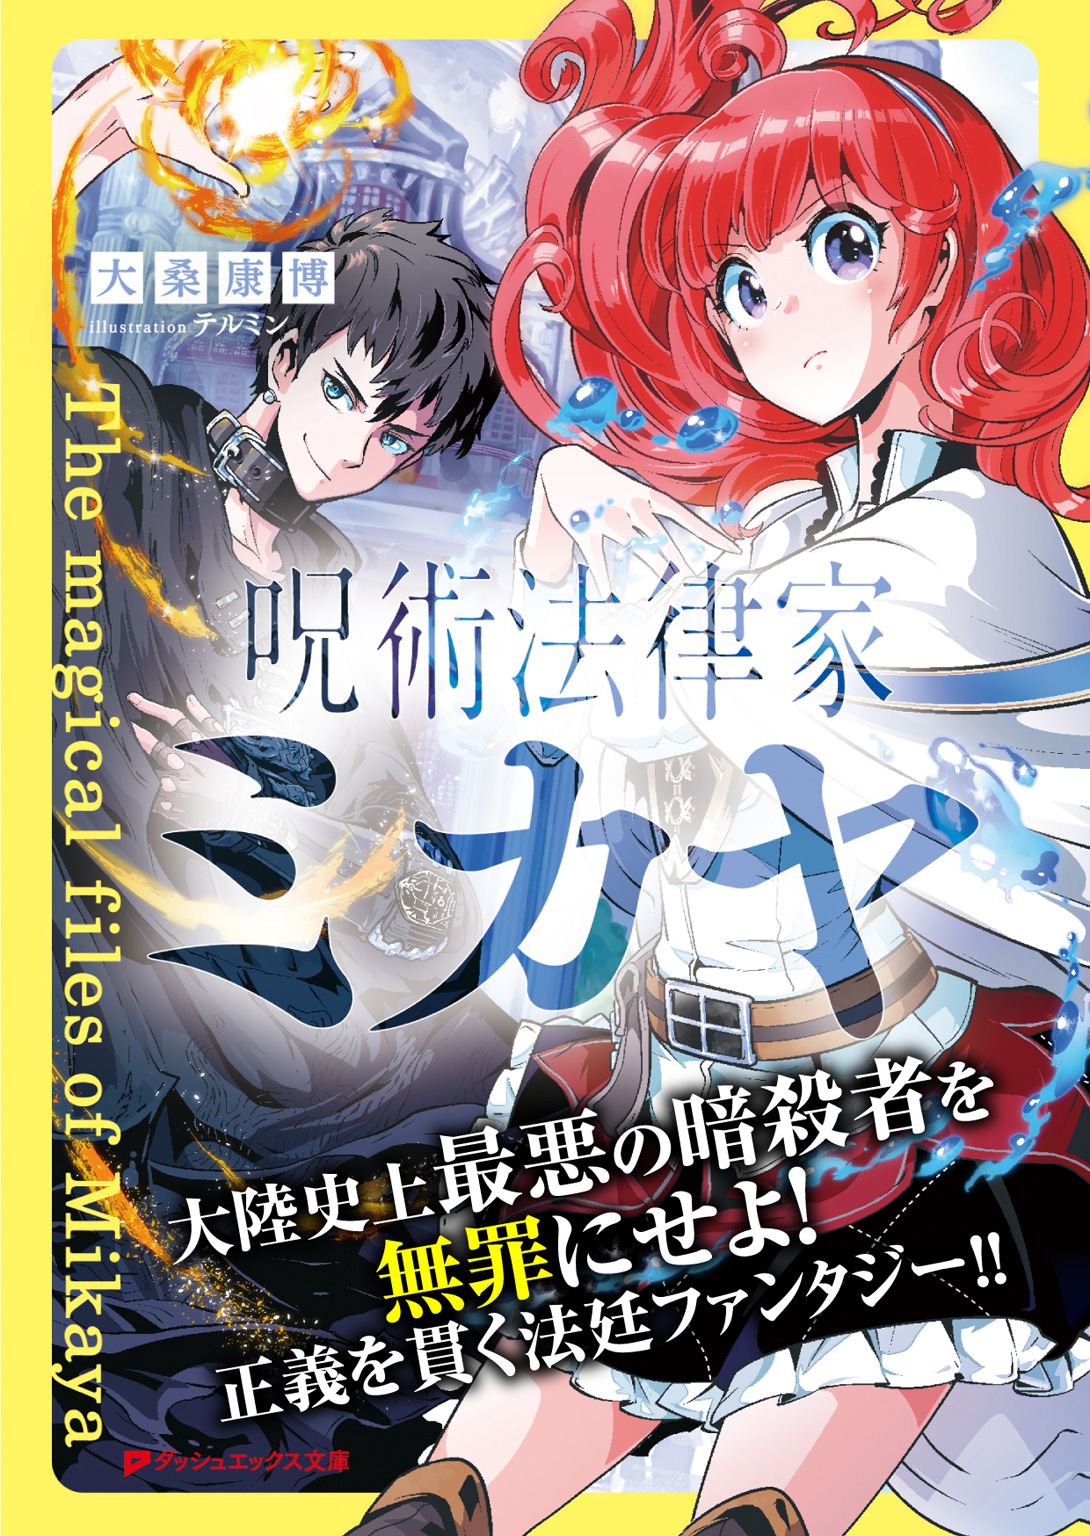 大桑康博
illustration テルミン
The magical files of Mikaya
呪術法律家
ミカヤ
大陸史上最悪の暗殺者を
無罪にせよ!
正義を貫く法廷ファンタジー!!
ダッシュエックス文庫